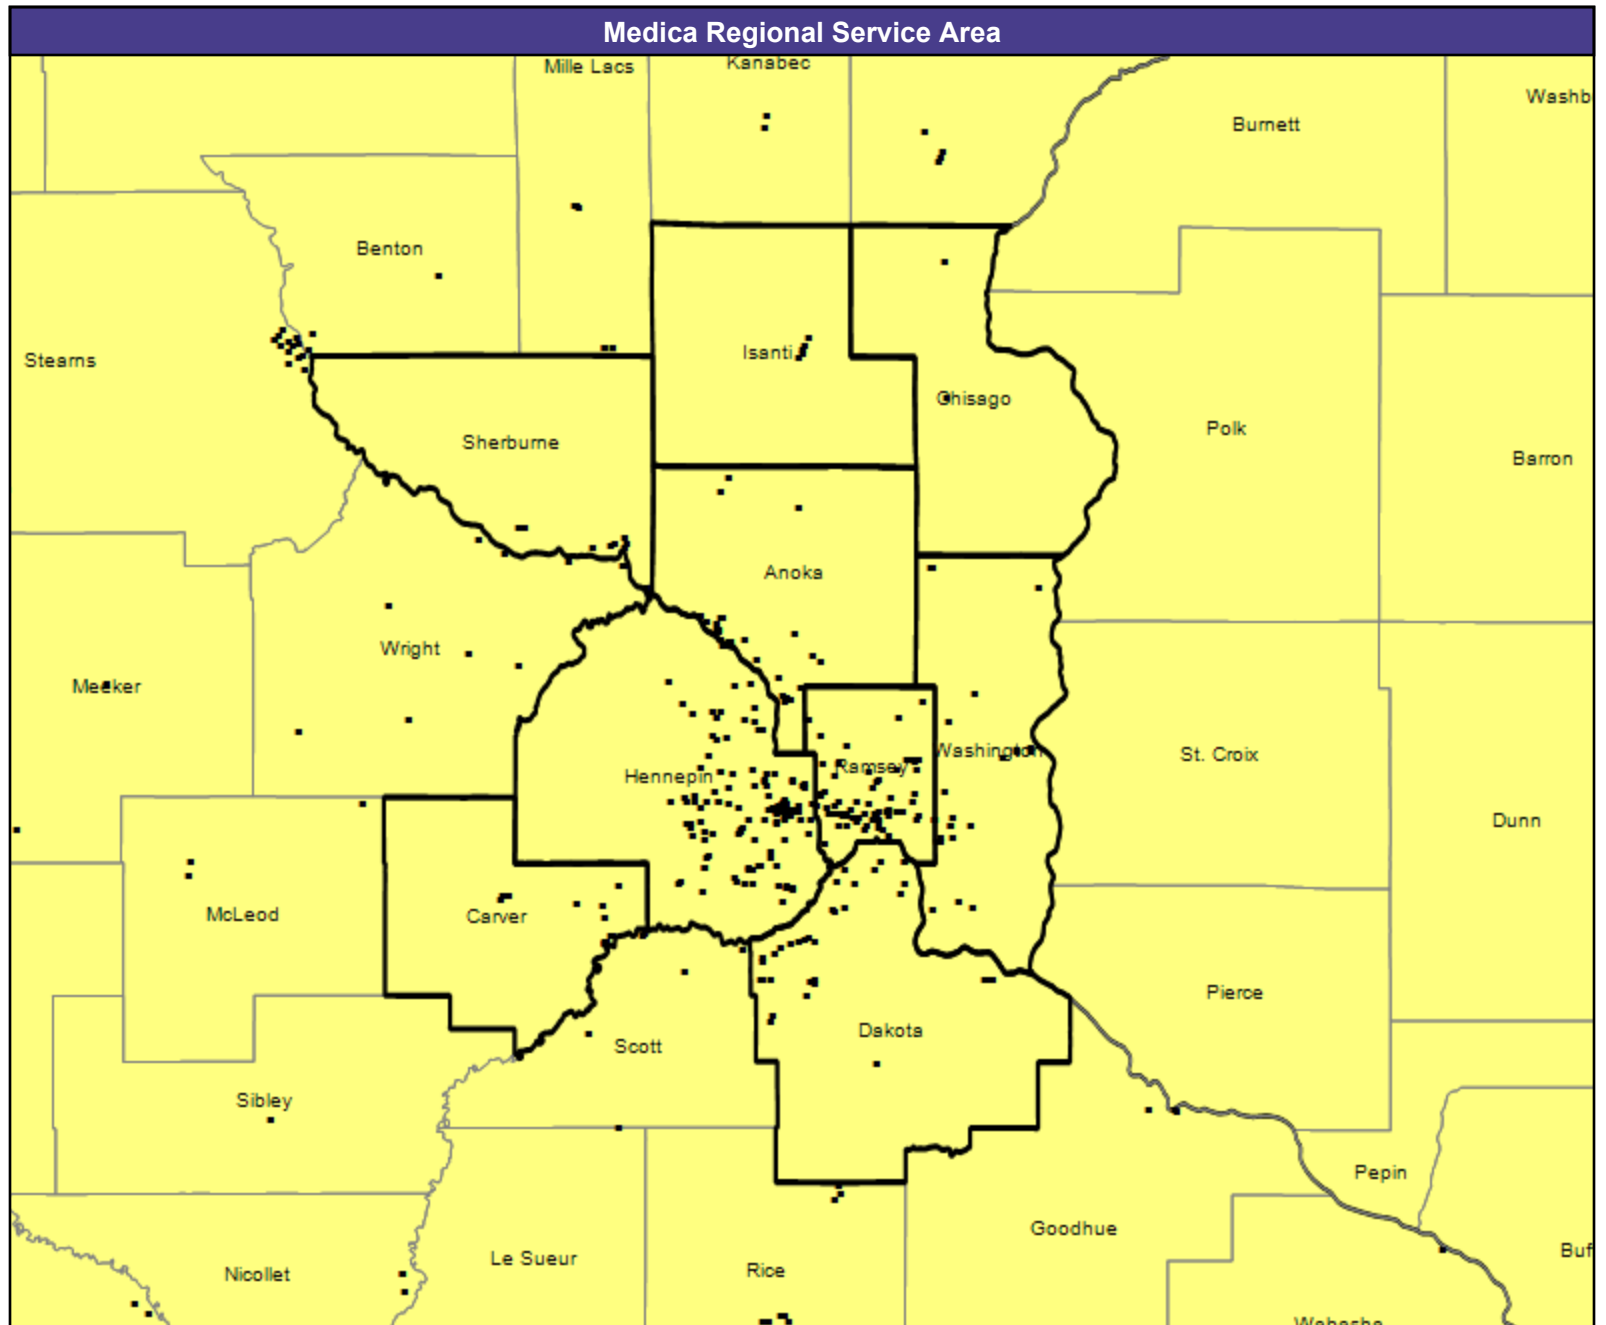 Medica Regional Service Area
Mille Lacs
Kanabec
Washb
Burnett
Benton
Stearns
Isanti
Chisago
Polk
Sherburne
Barron
Anoka
Wright
Meeker
Washington
St. Croix
Ramsey
Hennepin
Dunn
McLeod
Carver
Pierce
Dakota
Scott
Sibley
Pepin
Goodhue
Buf
Le Sueur
Rice
Nicollet
Wabasha